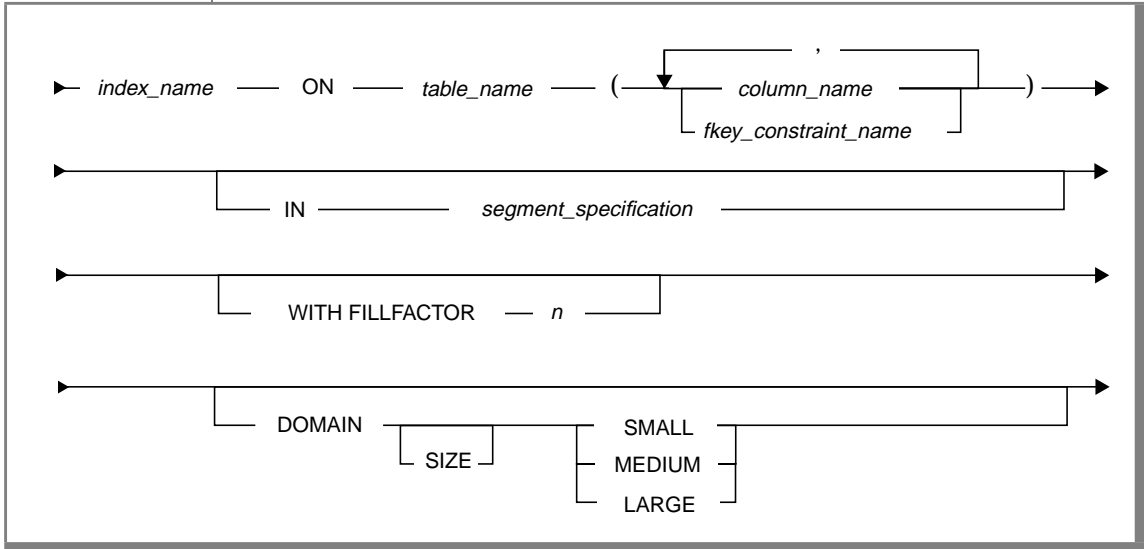 ,
index_name ON table_name ( column_name )
fkey_constraint_name
IN segment_specification
WITH FILLFACTOR n
DOMAIN SMALL
SIZE MEDIUM
LARGE